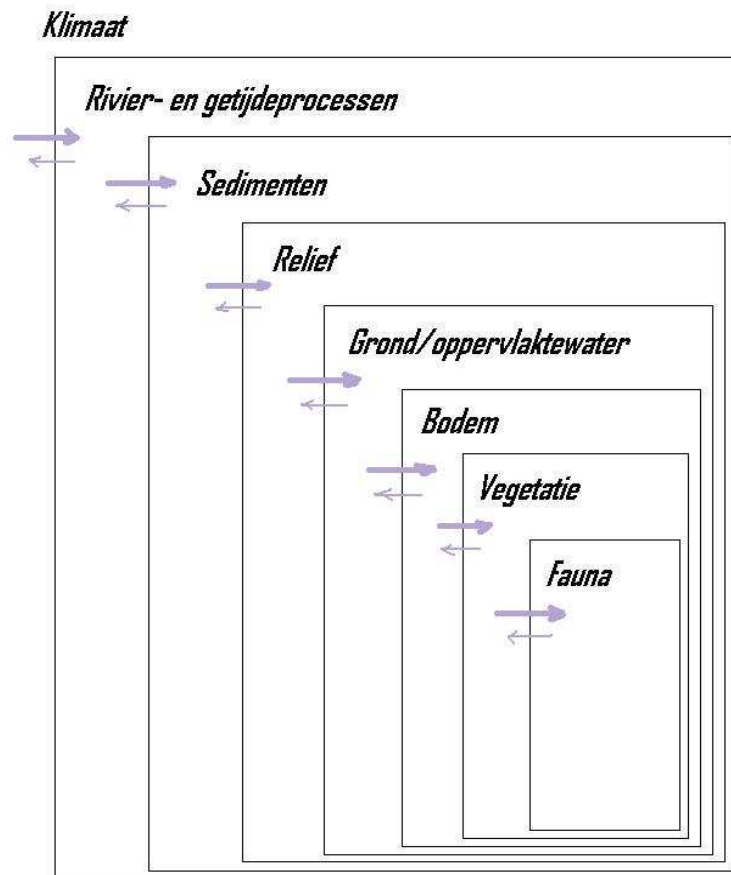 Klimaat
Rivier- en getijdeprocessen
Sedimenten
Relief
Grond/oppervlaktewater
Bodem
Vegetatie
Fauna